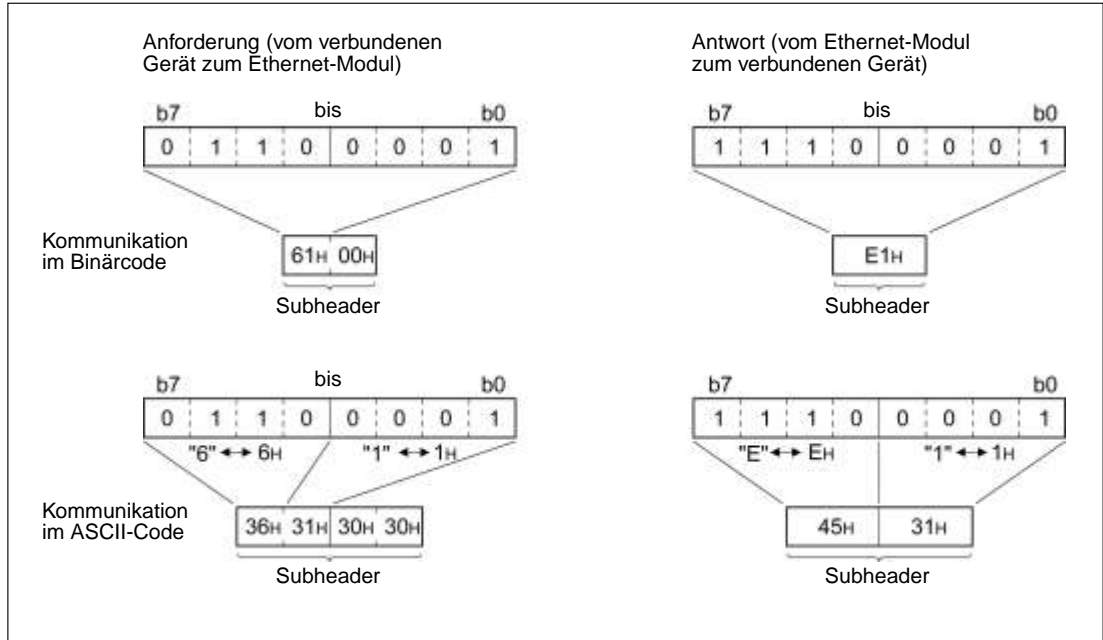 Anforderung (vom verbundenen
Gerät zum Ethernet-Modul)
b7 bis b0
0 1 1 0 0 0 0 1
Kommunikation
im Binärcode
61H 00H
Subheader
Antwort (vom Ethernet-Modul
zum verbundenen Gerät)
b7 bis b0
1 1 1 0 0 0 0 1
E1H
Subheader
b7 bis b0
0 1 1 0 0 0 0 1
"6" ↔ 6H "1" ↔ 1H
Kommunikation
im ASCII-Code
36H 31H 30H 30H
Subheader
b7 bis b0
1 1 1 0 0 0 0 1
"E" ↔ EH "1" ↔ 1H
45H 31H
Subheader